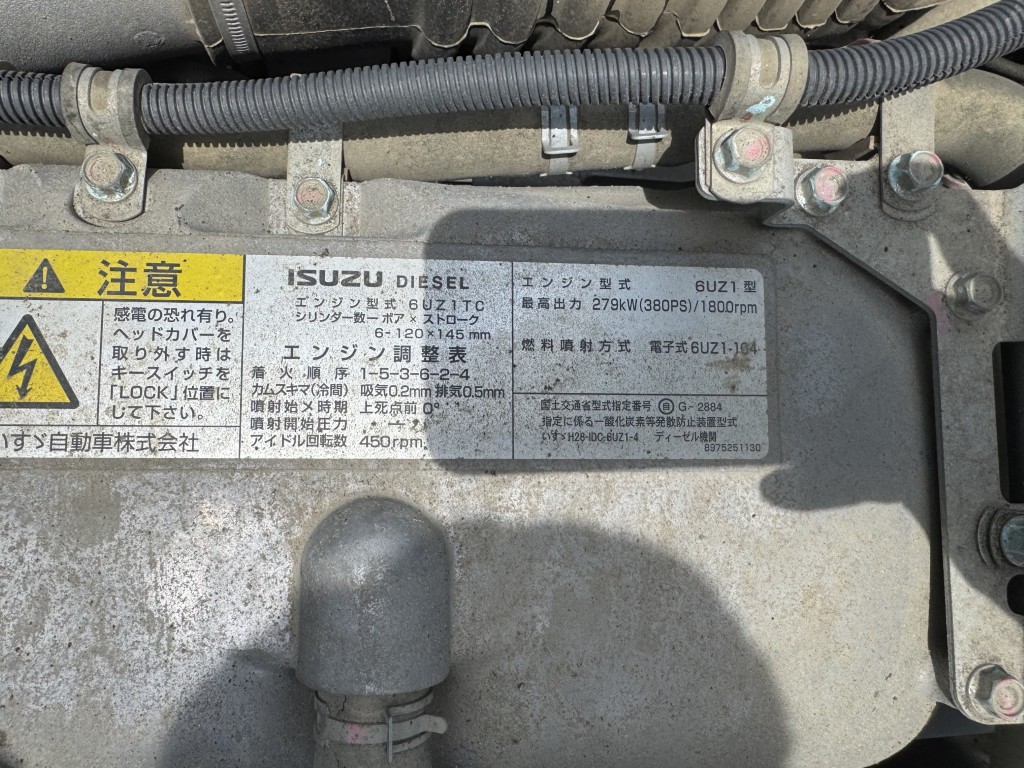 注意
感電の恐れ有り。
ヘッドカバーを
取り外す時は
キースイッチを
「LOCK」位置に
して下さい。
いすゞ自動車株式会社
ISUZU DIESEL
エンジン型式 6UZ1TC
シリンダー数－ボア × ストローク
6-120×145mm
エンジン調整表
着火順序 1-5-3-6-2-4
カムスキマ(冷間) 吸気0.2mm 排気0.5mm
噴射始メ時期 上死点前 0°
噴射開始圧力
アイドル回転数 450rpm
エンジン型式 6UZ1型
最高出力 279kW(380PS)/1800rpm
燃料噴射方式 電子式6UZ1-104
国土交通省型式指定番号 自 G-2884
指定に係る一酸化炭素等発散防止装置型式
いすゞH28-IDC-6UZ1-4 ディーゼル機関
8975251130